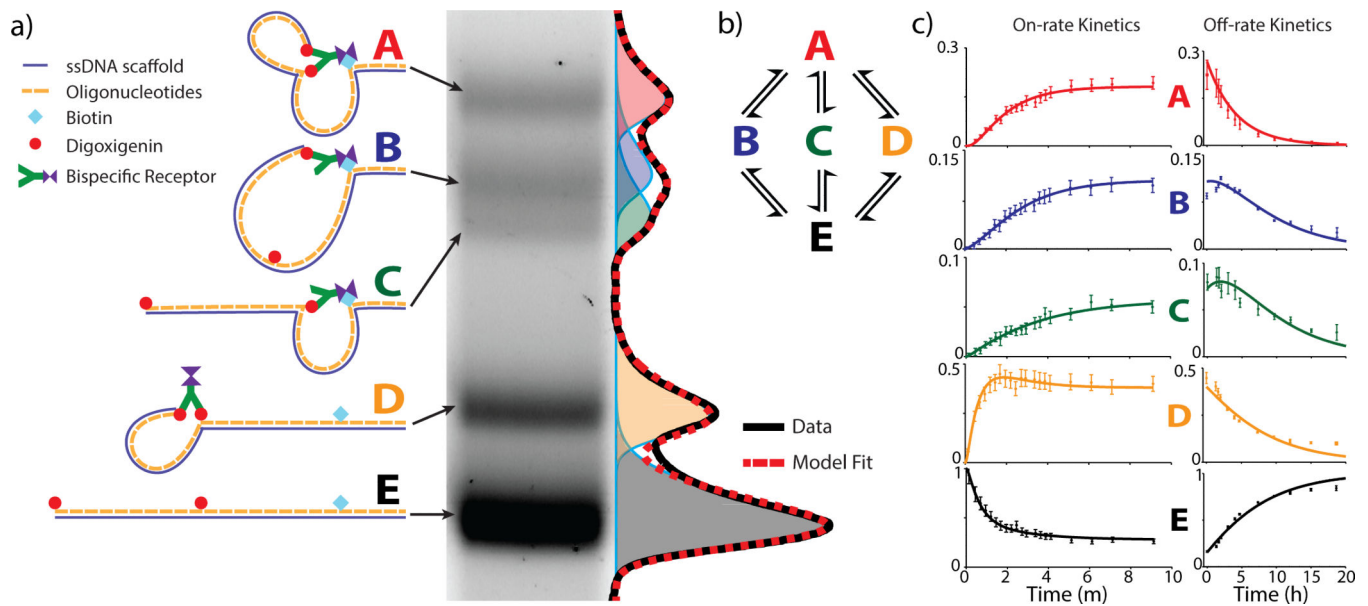 a)
ssDNA scaffold
Oligonucleotides
Biotin
Digoxigenin
Bispecific Receptor
A
B
C
D
E
Data
Model Fit
b)
A
B C D
E
c)
On-rate Kinetics Off-rate Kinetics
0.3 0.3
A
0 0
0.15 0.15
B
0 0
0.1 0.1
C
0 0
0.5 0.5
D
0 0
1 1
E
0 0
0 2 4 6 8 10 0 5 10 15 20
Time (m) Time (h)